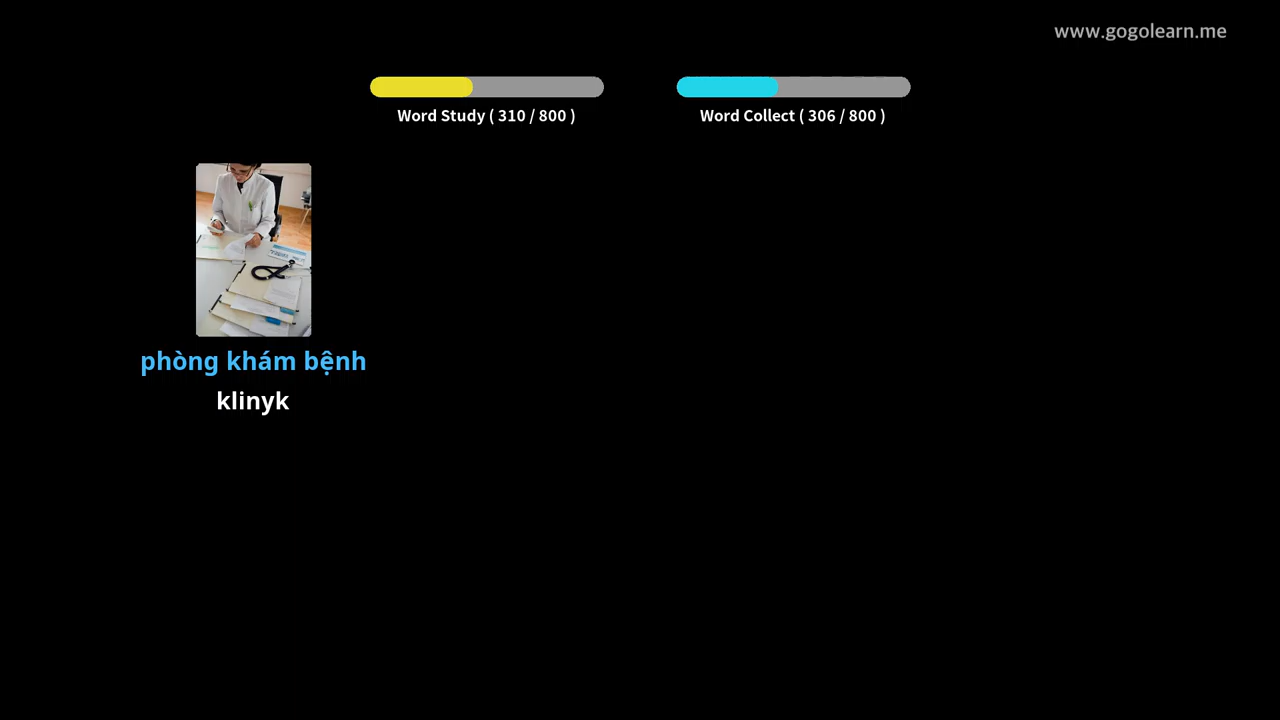 www.gogolearn.me
Word Study ( 310 / 800 )
Word Collect ( 306 / 800 )
phòng khám bệnh
klinyk